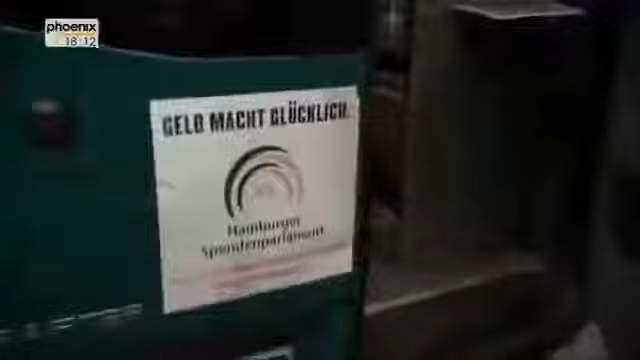 phoenix
18:12
GELD MACHT GLÜCKLICH.
Hamburger
Spendenparlament